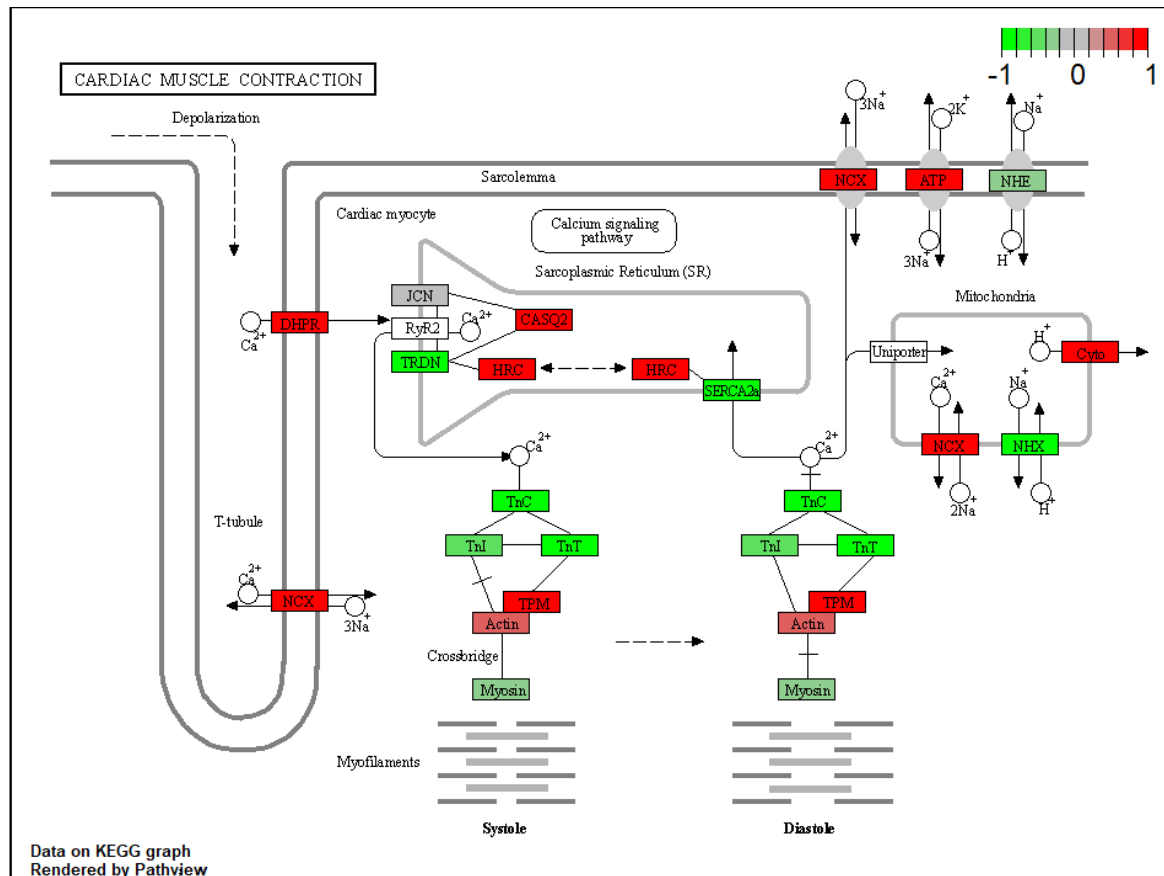 -1 0 1
CARDIAC MUSCLE CONTRACTION
Depolarization
3Na+
2K+
Na+
Sarcolemma
NCX
ATP
NHE
Cardiac myocyte
Calcium signaling
pathway
3Na+
H+
Sarcoplasmic Reticulum (SR)
Mitochondria
JCN
DHPR
Ca2+
RyR2
Ca2+
CASQ2
TRDN
HRC
HRC
SERCA2a
Uniporter
H+
Cyto
Ca2+
Na+
NCX
NHX
2Na+
H+
Ca2+
Ca2+
TnC
TnC
T-tubule
TnI
TnT
TnI
TnT
Ca2+
NCX
3Na+
TPM
Actin
TPM
Actin
Crossbridge
Myosin
Myosin
Myofilaments
Systole
Diastole
Data on KEGG graph
Rendered by Pathview